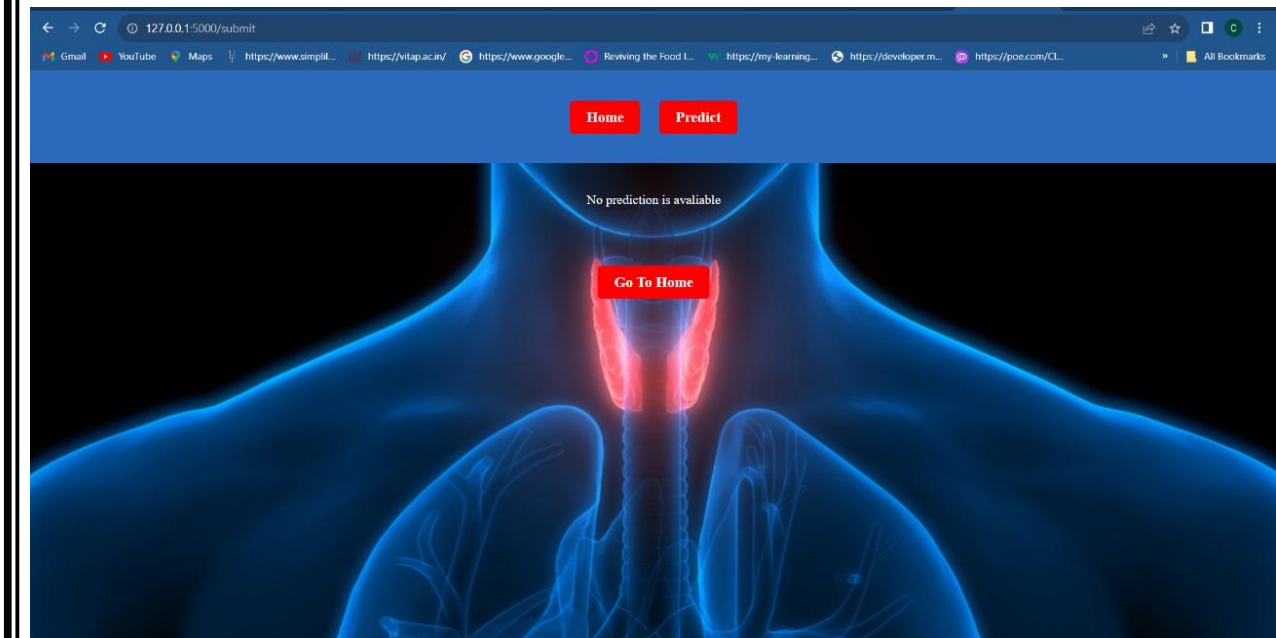 127.0.0.1:5000/submit
Gmail YouTube Maps https://www.simplil... https://vitap.ac.in/ https://www.google... Reviving the Food I... https://my-learning... https://developer.m... https://poe.com/Cl... » All Bookmarks
Home Predict
No prediction is avaliable
Go To Home